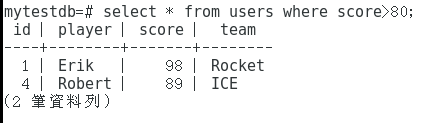 mytestdb=# select * from users where score>80;
 id | player | score |  team
----+--------+-------+--------
  1 | Erik   |    98 | Rocket
  4 | Robert |    89 | ICE
(2 筆資料列)